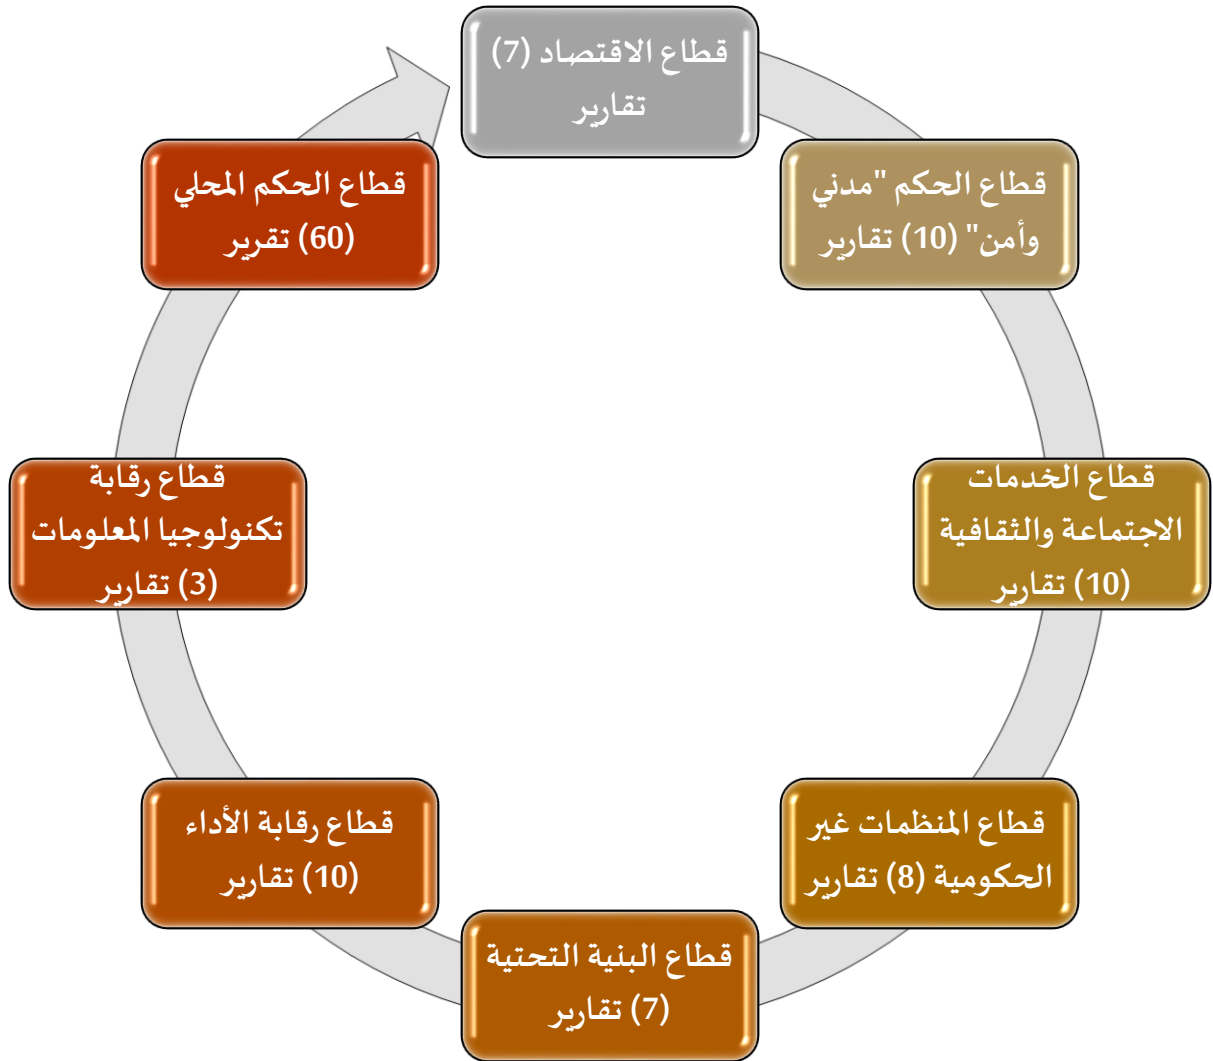 قطاع الاقتصاد (7)
تقارير
قطاع الحكم "مدني
وأمن" (10) تقارير
قطاع الخدمات
الاجتماعة والثقافية
(10) تقارير
قطاع المنظمات غير
الحكومية (8) تقارير
قطاع البنية التحتية
(7) تقارير
قطاع رقابة الأداء
(10) تقارير
قطاع رقابة
تكنولوجيا المعلومات
(3) تقارير
قطاع الحكم المحلي
(60) تقرير